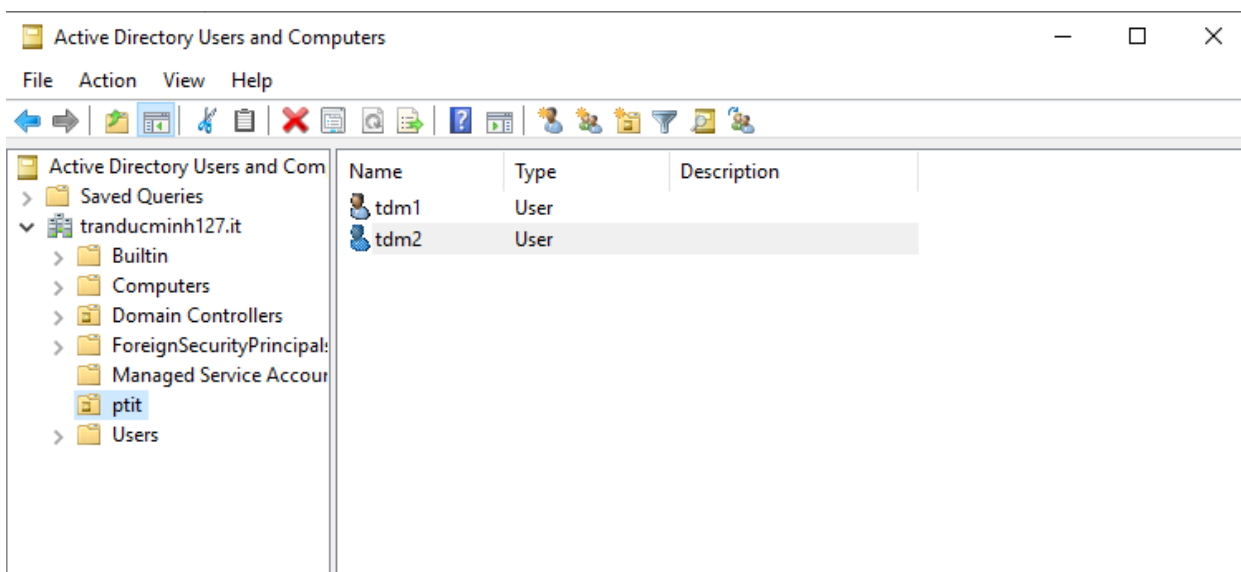 Active Directory Users and Computers
File Action View Help
Active Directory Users and Com
Saved Queries
tranducminh127.it
Builtin
Computers
Domain Controllers
ForeignSecurityPrincipals
Managed Service Accour
ptit
Users
Name Type Description
tdm1 User
tdm2 User